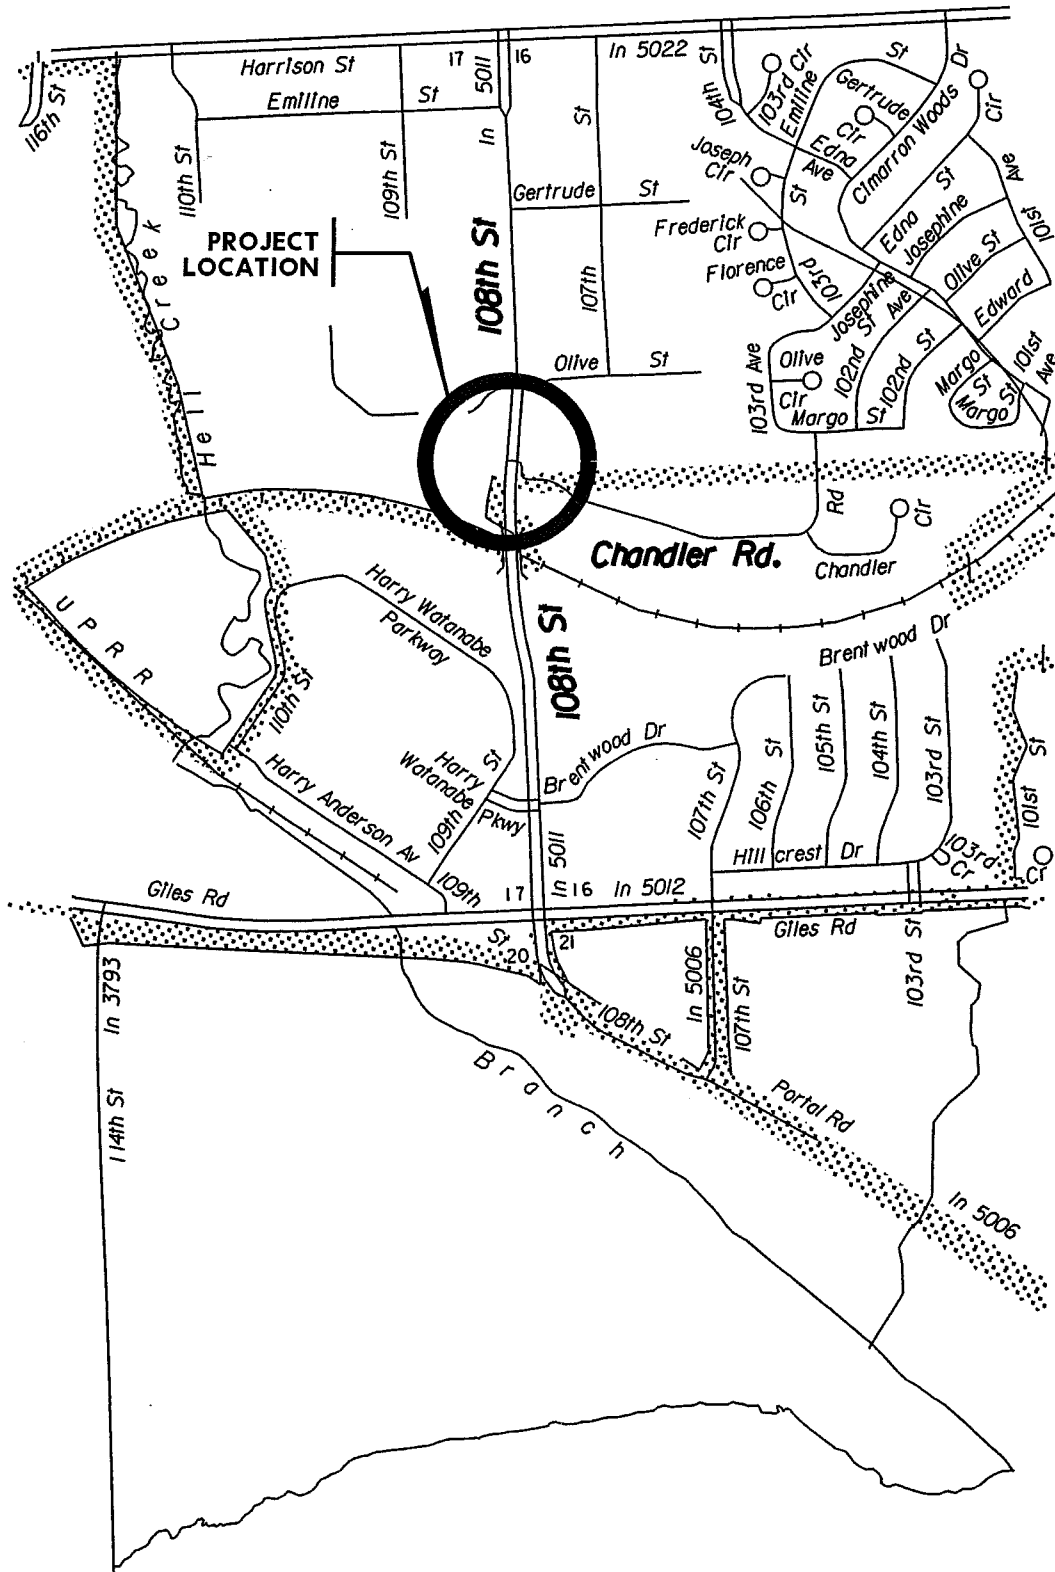 116th St
Harrison St
Emiline St
110th St
109th St
17
16
In 5011
In 5022
St
107th
Gertrude St
Olive St
108th St
PROJECT
LOCATION
Hell Creek
104th St
103rd Cir
Emiline St
Gertrude
Cir
Edna
Ave
Cimarron Woods
Dr
Cir
Joseph
Cir
St
103rd
Frederick
Cir
Florence
Cir
Edna St
Josephine
Josephine
St
Ave
101st
Olive St
Edward
102nd Ave
102nd St
103rd Ave
Olive
Cir
Margo St
Margo
St
Margo St
101st
Ave
Rd
Chandler Rd.
Cir
Chandler
U P R R
Harry Watanabe
Parkway
110th St
108th St
Brentwood Dr
Brentwood Dr
Harry
Watanabe
Pkwy
109th St
Harry Anderson Av
109th
St
107th St
106th St
105th St
104th St
103rd St
101st St
Hillcrest Dr
103rd
Cr
Cr
Giles Rd
17
In 5011
16
In 5012
Giles Rd
20
21
In 3793
114th St
108th St
In 5006
107th St
103rd St
Branch
Portal Rd
In 5006